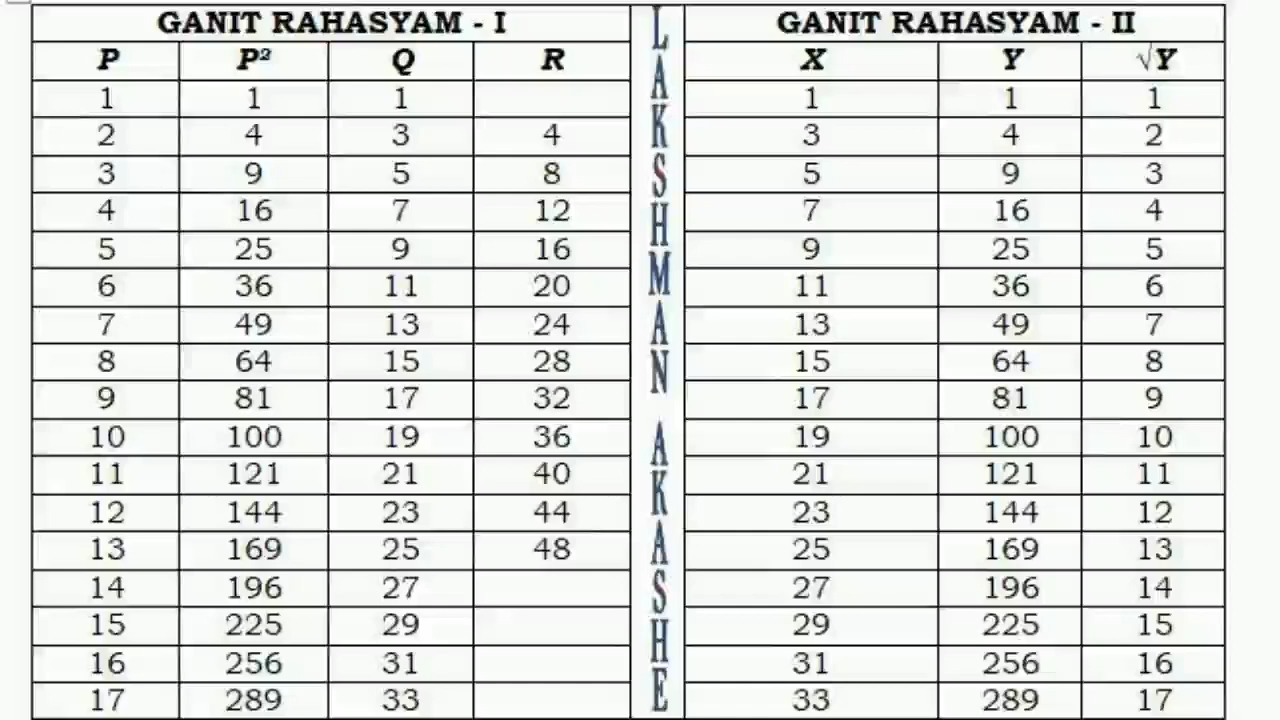 GANIT RAHASYAM - I
P P² Q R
1 1 1
2 4 3 4
3 9 5 8
4 16 7 12
5 25 9 16
6 36 11 20
7 49 13 24
8 64 15 28
9 81 17 32
10 100 19 36
11 121 21 40
12 144 23 44
13 169 25 48
14 196 27
15 225 29
16 256 31
17 289 33
LAKSHMAN AKASHE
GANIT RAHASYAM - II
X Y √Y
1 1 1
3 4 2
5 9 3
7 16 4
9 25 5
11 36 6
13 49 7
15 64 8
17 81 9
19 100 10
21 121 11
23 144 12
25 169 13
27 196 14
29 225 15
31 256 16
33 289 17